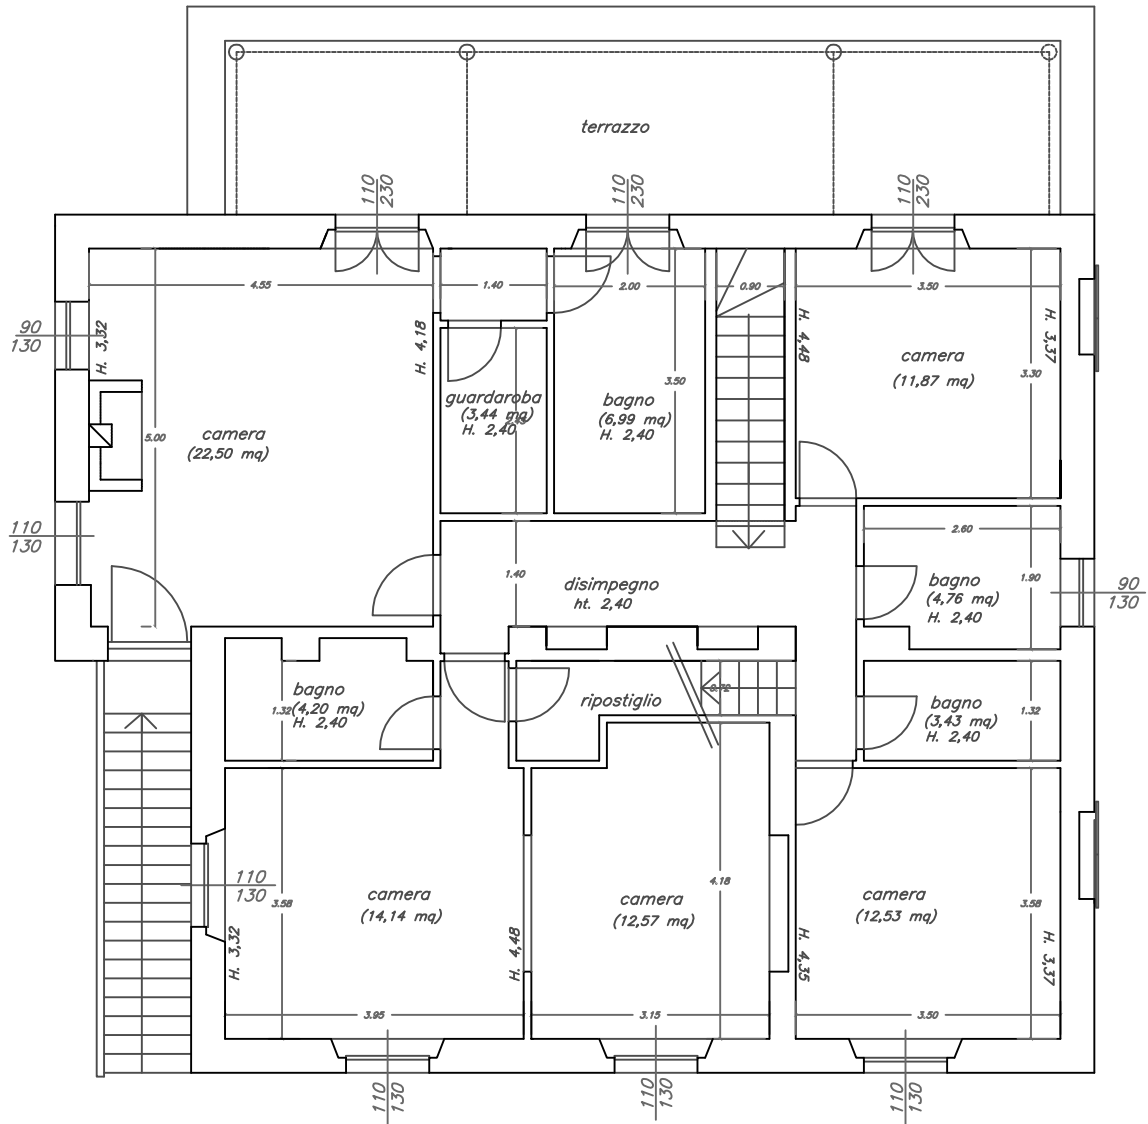 terrazzo
110
230
110
230
110
230
4.55
1.40
2.00
0.90
3.50
90
130
H. 3,32
H. 4,18
H. 4,48
H. 3,37
camera
(11,87 mq)
3.30
3.50
guardaroba
(3,44 mq)
H. 2,40
bagno
(6,99 mq)
H. 2,40
5.00
camera
(22,50 mq)
110
130
2.60
1.40
disimpegno
ht. 2,40
bagno
(4,76 mq)
H. 2,40
1.90
90
130
bagno
(4,20 mq)
H. 2,40
1.32
ripostiglio
bagno
(3,43 mq)
H. 2,40
1.32
110
130
3.58
camera
(14,14 mq)
4.18
camera
(12,57 mq)
camera
(12,53 mq)
3.58
H. 3,32
H. 4,48
H. 4,35
H. 3,37
3.95
3.15
3.50
110
130
110
130
110
130